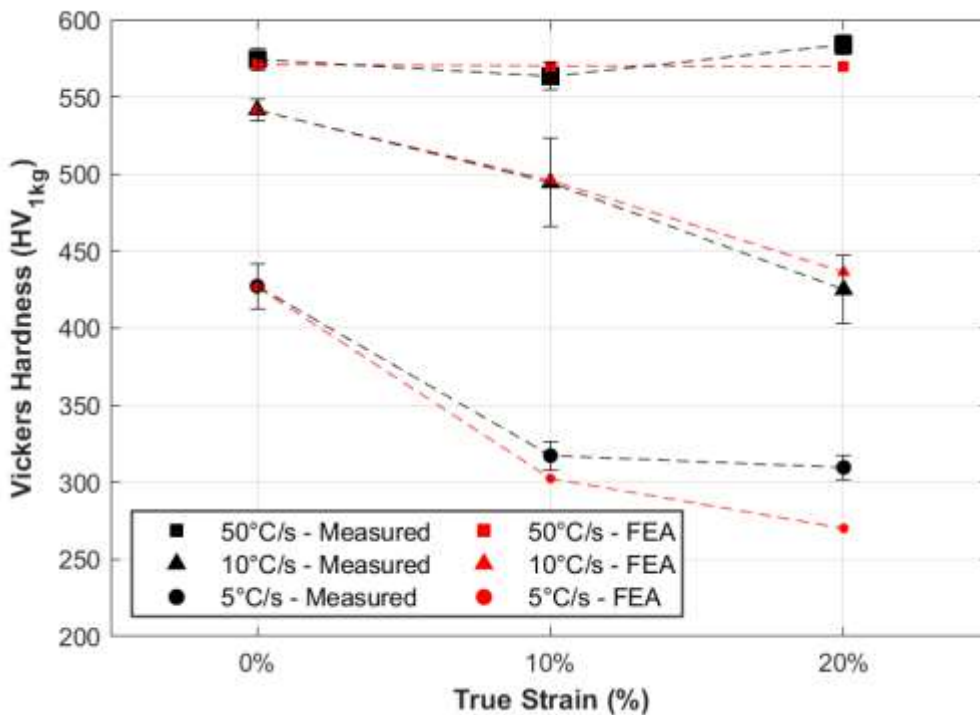 600
550
500
450
400
350
300
250
200
Vickers Hardness (HV1kg)
50°C/s - Measured
50°C/s - FEA
10°C/s - Measured
10°C/s - FEA
5°C/s - Measured
5°C/s - FEA
0%
10%
20%
True Strain (%)